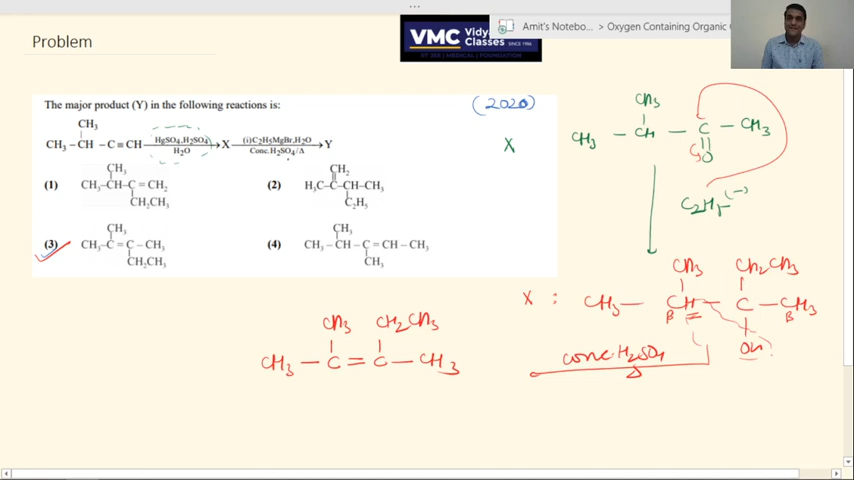 ...
Problem
VMC Vidya
Classes SINCE 1986
Amit's Notebo... > Oxygen Containing Organic C
The major product (Y) in the following reactions is:
(2020)
CH₃
CH₃ – CH – C ≡ CH HgSO4, H2SO4 / H2O → X (i)C2H5MgBr,H2O / Conc.H2SO4/Δ → Y
(1)
CH₃
CH₃–CH–C = CH₂
CH₂CH₃
(2)
CH₂
H₃C–C–CH–CH₃
C₂H₅
(3)
CH₃
CH₃–C = C – CH₃
CH₂CH₃
(4)
CH₃
CH₃ – CH – C = CH – CH₃
CH₃
X
CH3
CH3 – CH – C – CH3
O
C2H5 (–)
X :
CH3 CH2CH3
CH3 – CH – C – CH3
β β
OH
conc. H2SO4
Δ
CH3 CH2CH3
CH3 – C = C – CH3